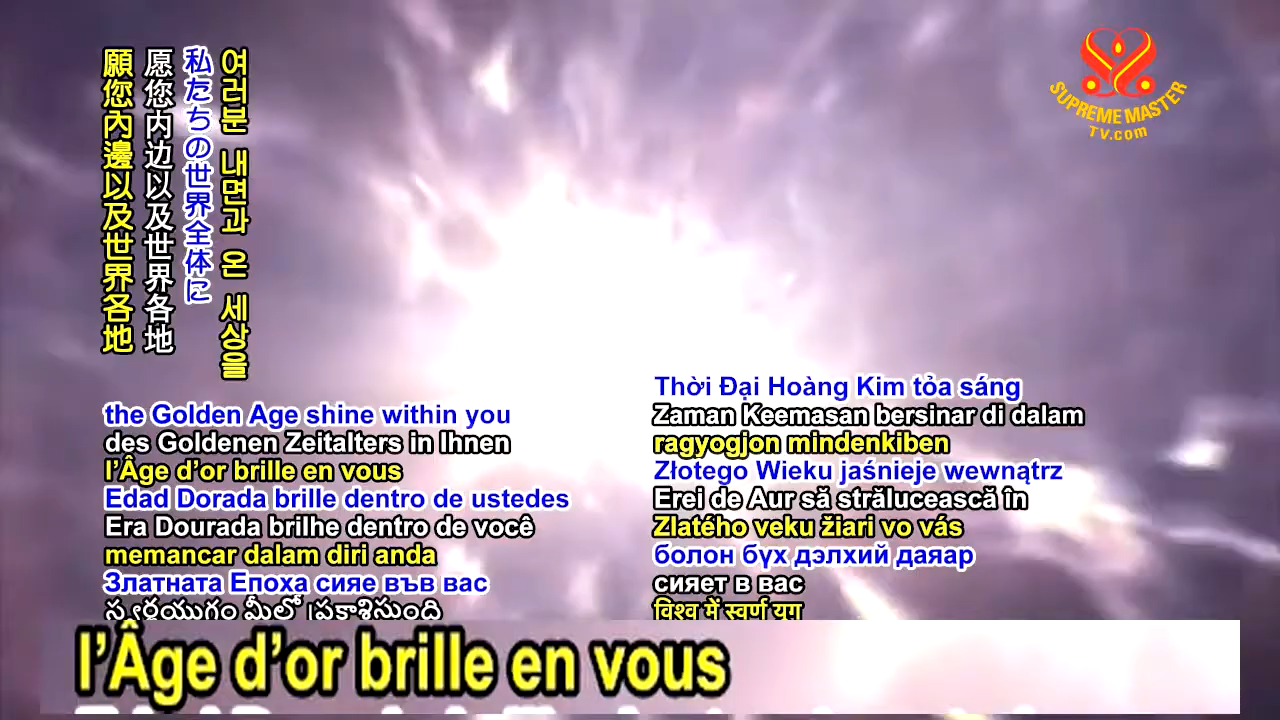 願您內邊以及世界各地
愿您内边以及世界各地
私たちの世界全体に
여러분 내면과 온 세상을
SUPREME MASTER
TV.com
the Golden Age shine within you
des Goldenen Zeitalters in Ihnen
l'Âge d'or brille en vous
Edad Dorada brille dentro de ustedes
Era Dourada brilhe dentro de você
memancar dalam diri anda
Златната Епоха сияе във вас
స్వర్ణయుగం మీలో ప్రకాశిస్తుంది
Thời Đại Hoàng Kim tỏa sáng
Zaman Keemasan bersinar di dalam
ragyogjon mindenkiben
Złotego Wieku jaśnieje wewnątrz
Erei de Aur să strălucească în
Zlatého veku žiari vo vás
болон бүх дэлхий даяар
сияет в вас
विश्व में स्वर्ण युग
l'Âge d'or brille en vous